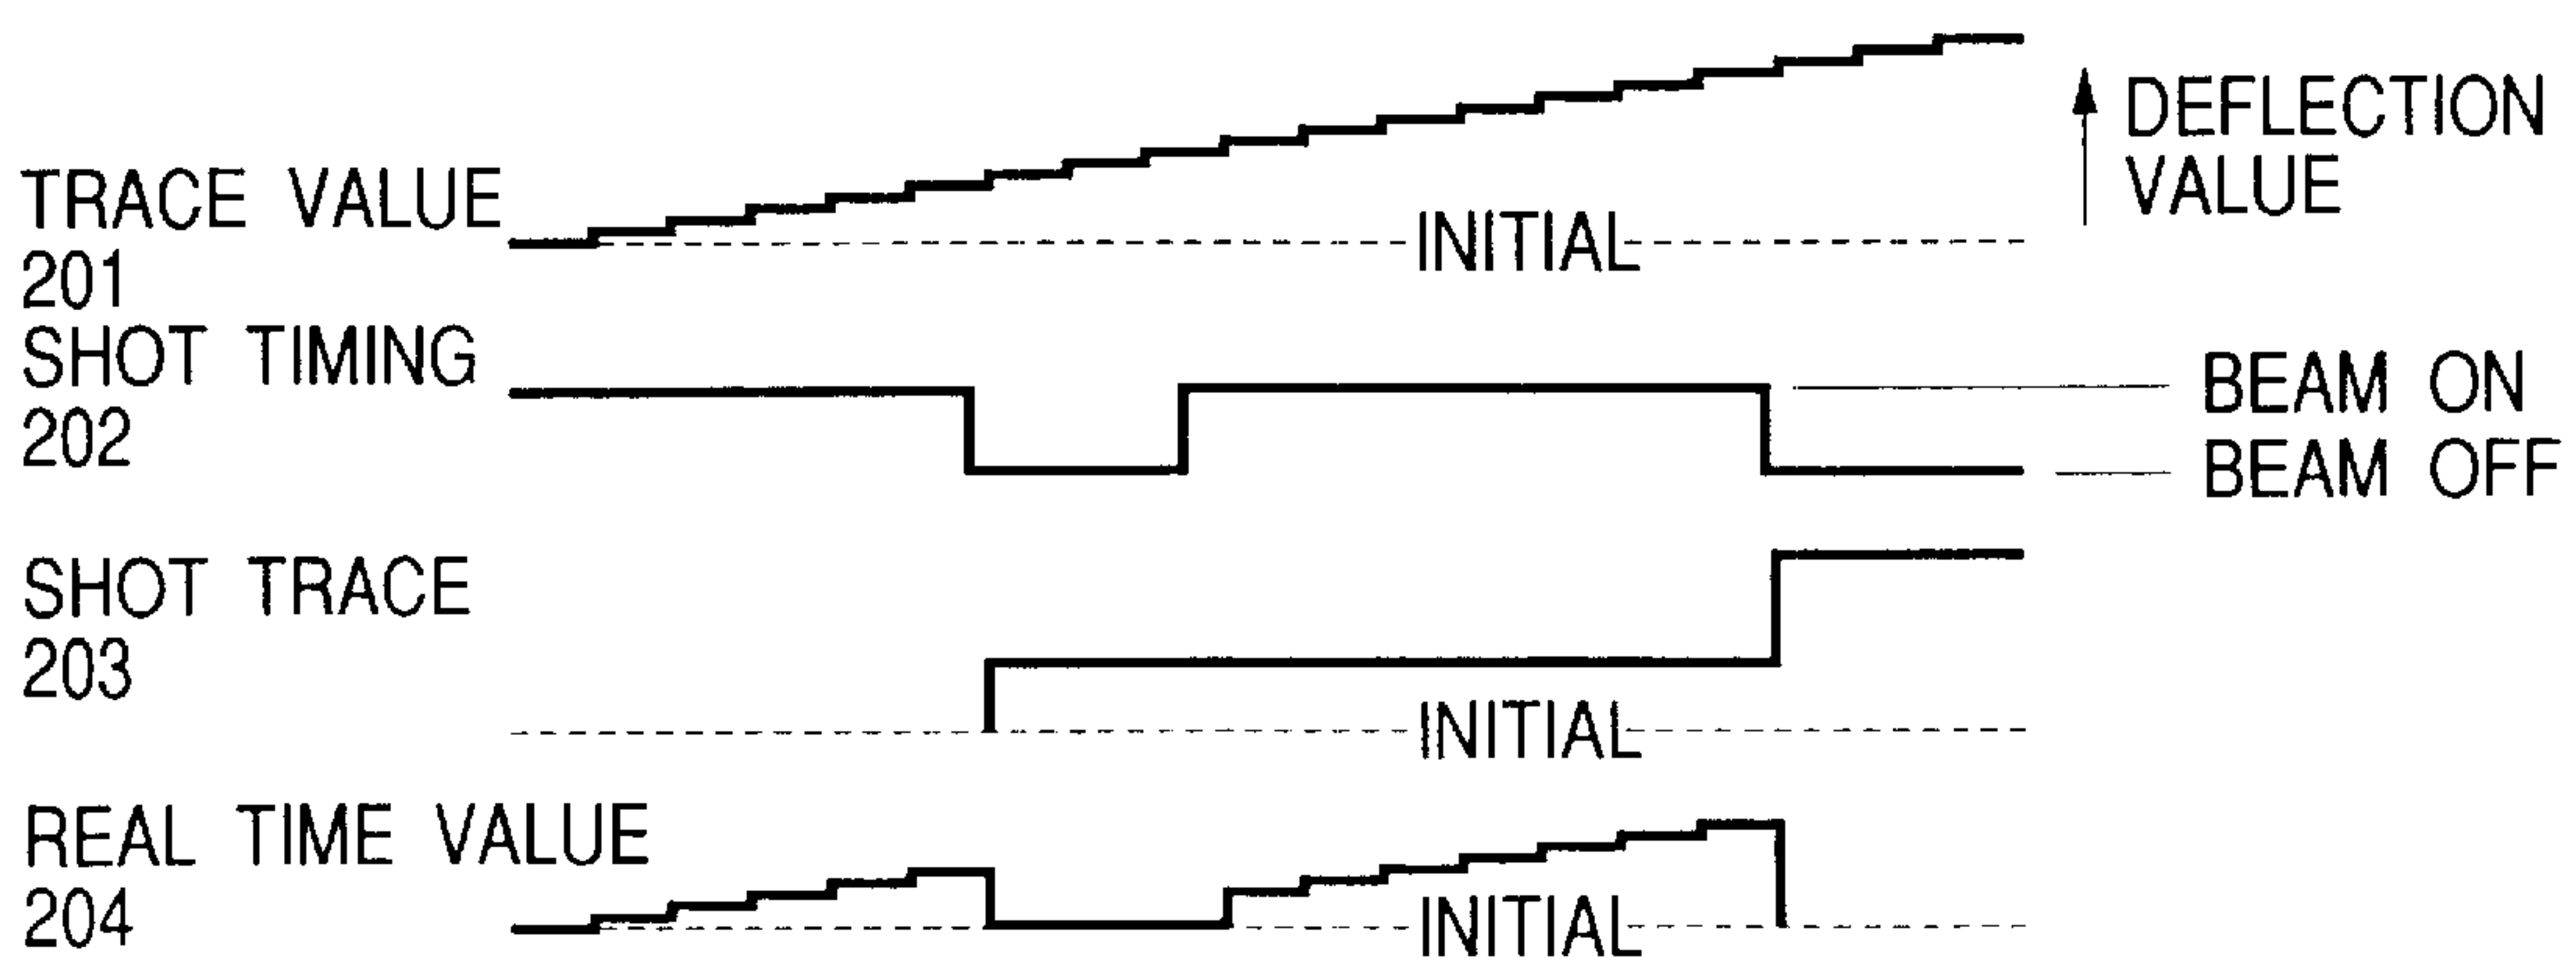 DEFLECTION
VALUE
TRACE VALUE
201
INITIAL
SHOT TIMING
202
BEAM ON
BEAM OFF
SHOT TRACE
203
INITIAL
REAL TIME VALUE
204
INITIAL